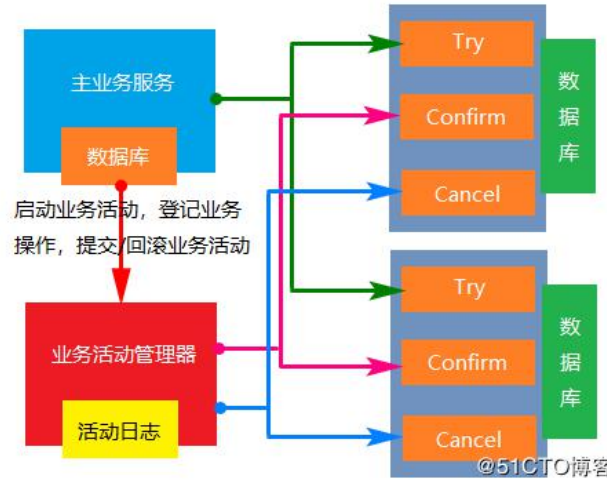 主业务服务
数据库
启动业务活动，登记业务
操作，提交/回滚业务活动
业务活动管理器
活动日志
Try
Confirm
Cancel
数
据
库
Try
Confirm
Cancel
数
据
库
@51CTO博客